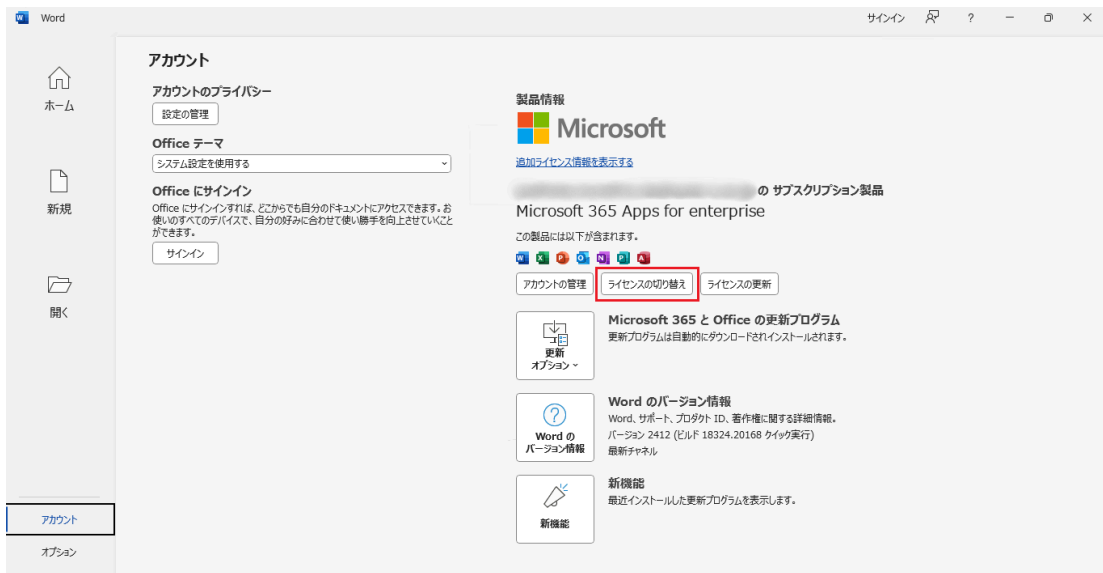 Word
サインイン
?
ホーム
新規
開く
アカウント
オプション
アカウント
アカウントのプライバシー
設定の管理
Office テーマ
システム設定を使用する
Office にサインイン
Office にサインインすれば、どこからでも自分のドキュメントにアクセスできます。お
使いのすべてのデバイスで、自分の好みに合わせて使い勝手を向上させていくこと
ができます。
サインイン
製品情報
Microsoft
追加ライセンス情報を表示する
の サブスクリプション製品
Microsoft 365 Apps for enterprise
この製品には以下が含まれます。
アカウントの管理
ライセンスの切り替え
ライセンスの更新
更新
オプション
Microsoft 365 と Office の更新プログラム
更新プログラムは自動的にダウンロードされインストールされます。
Word の
バージョン情報
Word のバージョン情報
Word、サポート、プロダクト ID、著作権に関する詳細情報。
バージョン 2412 (ビルド 18324.20168 クイック実行)
最新チャネル
新機能
新機能
最近インストールした更新プログラムを表示します。